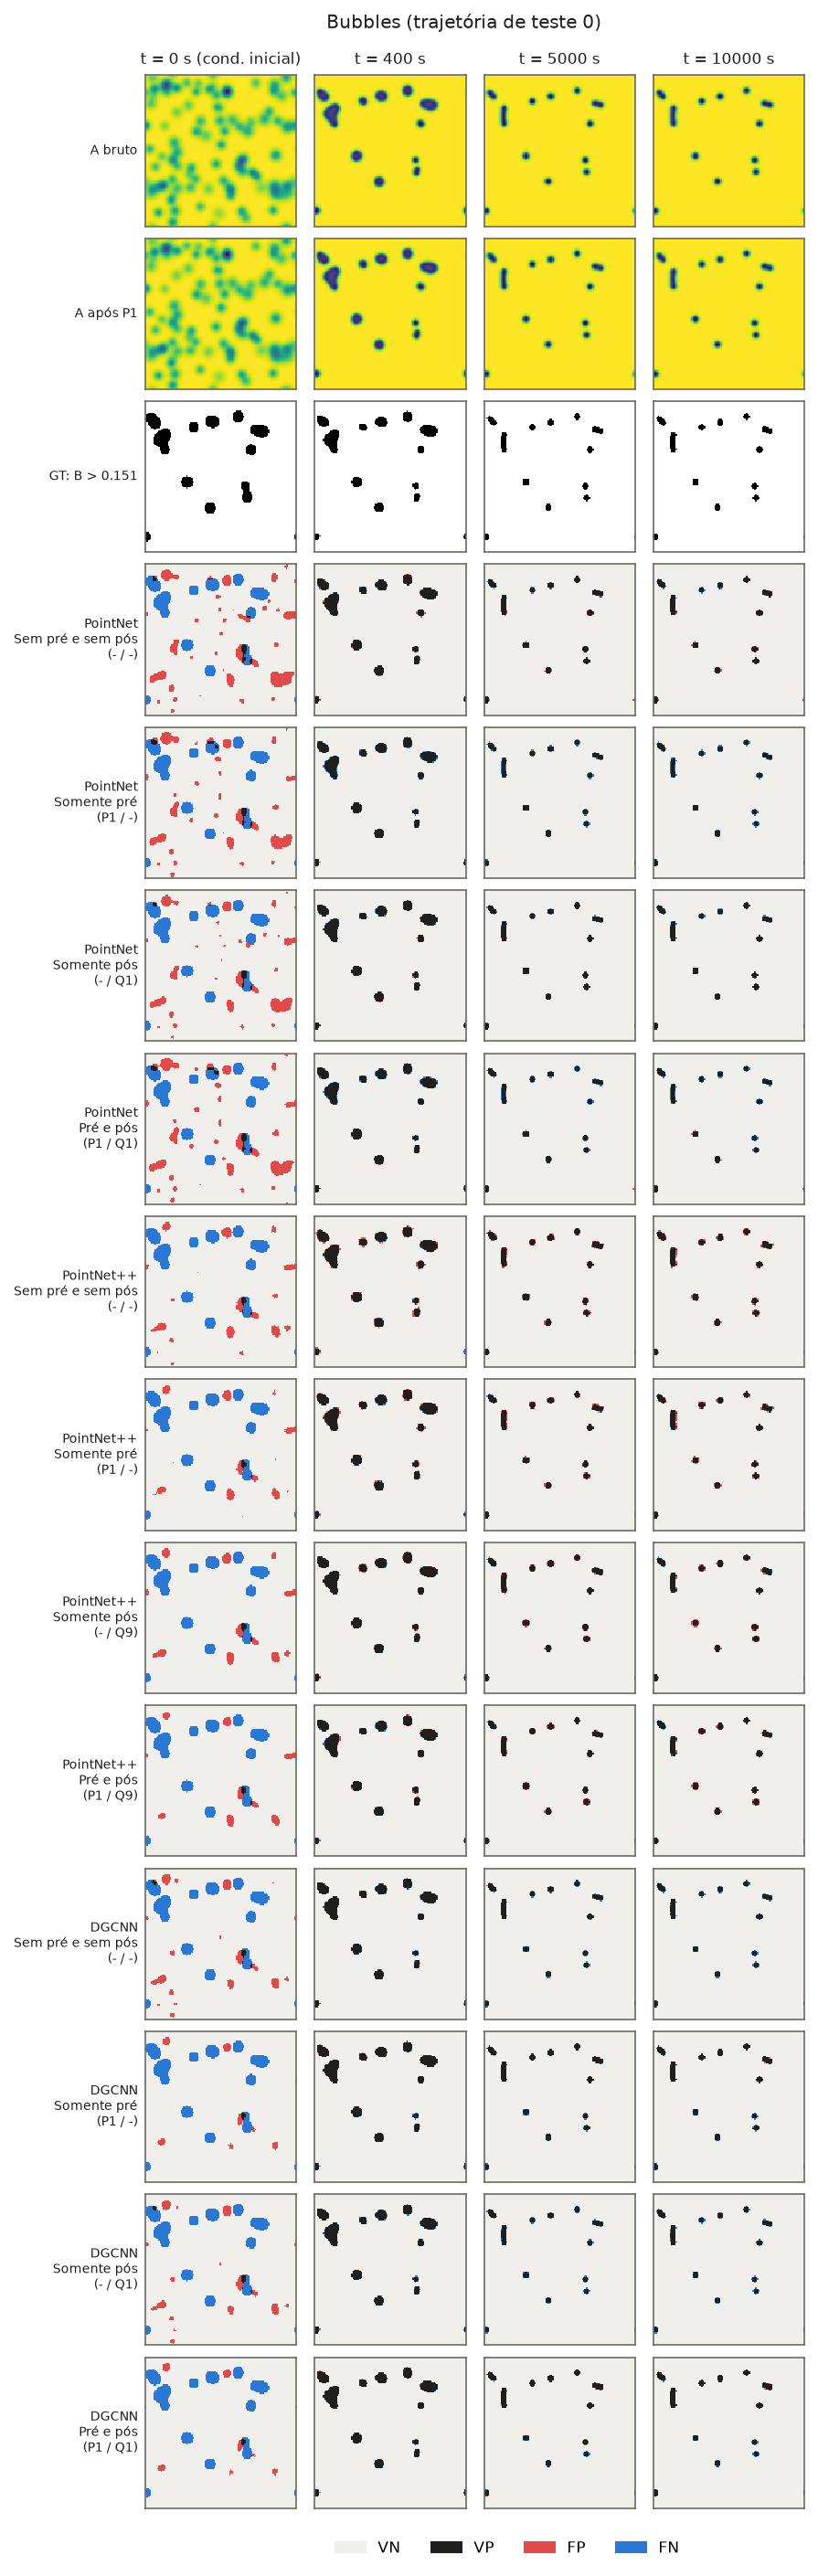 Bubbles (trajetória de teste 0)
t = 0 s (cond. inicial)
t = 400 s
t = 5000 s
t = 10000 s
A bruto
A após P1
GT: B > 0.151
PointNet
Sem pré e sem pós
(- / -)
PointNet
Somente pré
(P1 / -)
PointNet
Somente pós
(- / Q1)
PointNet
Pré e pós
(P1 / Q1)
PointNet++
Sem pré e sem pós
(- / -)
PointNet++
Somente pré
(P1 / -)
PointNet++
Somente pós
(- / Q9)
PointNet++
Pré e pós
(P1 / Q9)
DGCNN
Sem pré e sem pós
(- / -)
DGCNN
Somente pré
(P1 / -)
DGCNN
Somente pós
(- / Q1)
DGCNN
Pré e pós
(P1 / Q1)
VN
VP
FP
FN